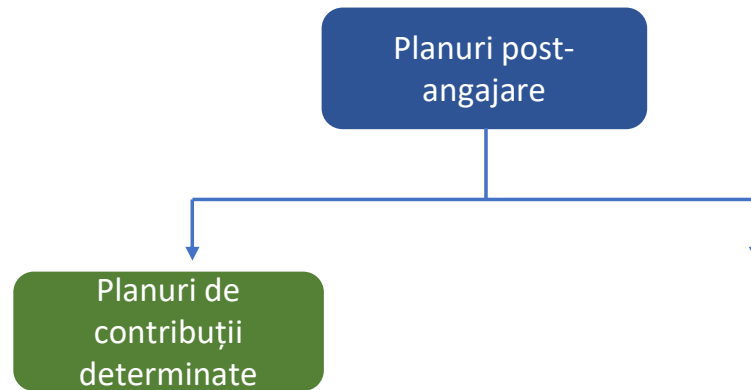 Planuri post-
angajare
Planuri de
contribuții
determinate